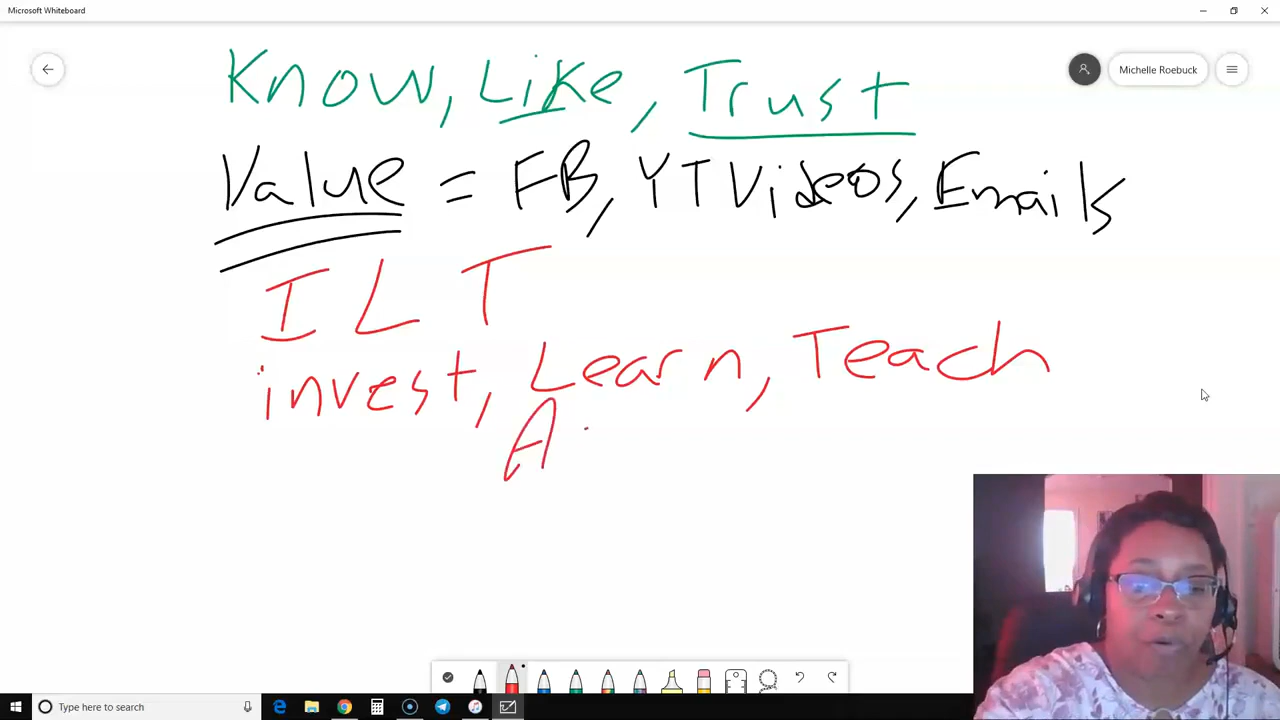 Microsoft Whiteboard
Know, Like, Trust
Michelle Roebuck
Value = FB, YT Videos, Emails
I L T
invest, Learn, Teach
A
Type here to search